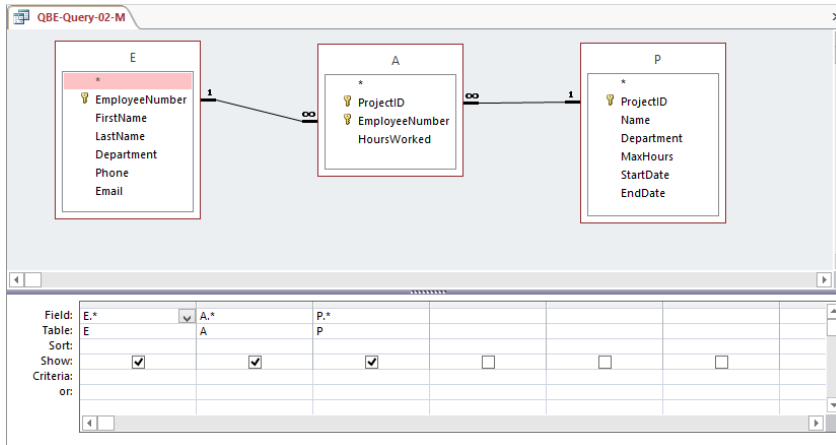 QBE-Query-02-M
E
*
EmployeeNumber
FirstName
LastName
Department
Phone
Email
1
∞
A
*
ProjectID
EmployeeNumber
HoursWorked
∞
1
P
*
ProjectID
Name
Department
MaxHours
StartDate
EndDate
Field: E.* A.* P.*
Table: E A P
Sort:
Show:
Criteria:
or: